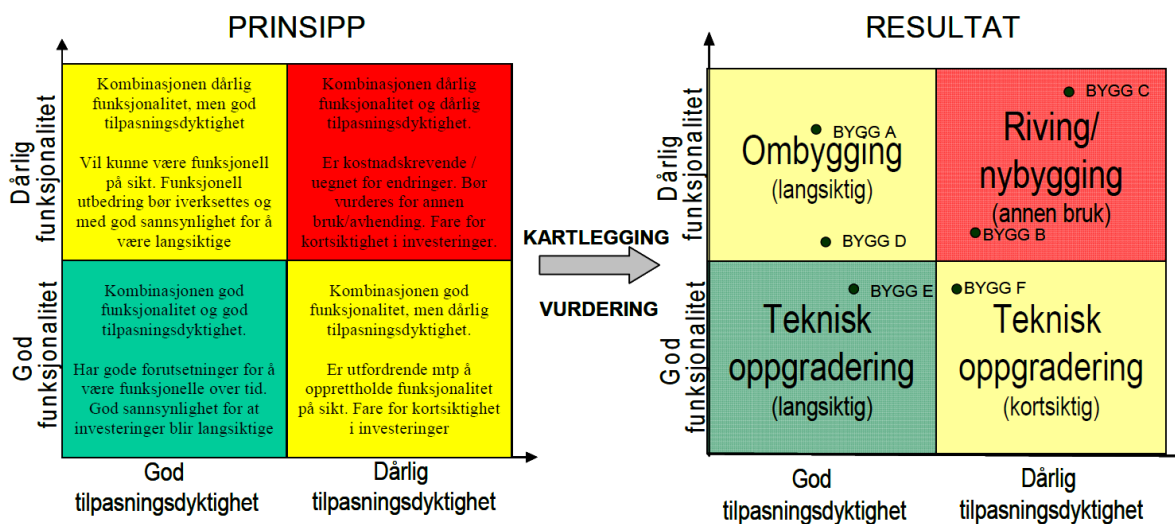 PRINSIPP
Dårlig
funksjonalitet
God
funksjonalitet
Kombinasjonen dårlig
funksjonalitet, men god
tilpasningsdyktighet
Vil kunne være funksjonell
på sikt. Funksjonell
utbedring bør iverksettes og
med god sannsynlighet for å
være langsiktige
Kombinasjonen dårlig
funksjonalitet og dårlig
tilpasningsdyktighet.
Er kostnadskrevende /
uegnet for endringer. Bør
vurderes for annen
bruk/avhending. Fare for
kortsiktighet i investeringer.
Kombinasjonen god
funksjonalitet og god
tilpasningsdyktighet.
Har gode forutsetninger for å
være funksjonelle over tid.
God sannsynlighet for at
investeringer blir langsiktige
Kombinasjonen god
funksjonalitet, men dårlig
tilpasningsdyktighet.
Er utfordrende mtp å
opprettholde funksjonalitet
på sikt. Fare for kortsiktighet
i investeringer
God
tilpasningsdyktighet
Dårlig
tilpasningsdyktighet
KARTLEGGING
VURDERING
RESULTAT
Dårlig
funksjonalitet
God
funksjonalitet
BYGG A
Ombygging
(langsiktig)
BYGG D
BYGG C
Riving/
nybygging
(annen bruk)
BYGG B
BYGG E
Teknisk
oppgradering
(langsiktig)
BYGG F
Teknisk
oppgradering
(kortsiktig)
God
tilpasningsdyktighet
Dårlig
tilpasningsdyktighet